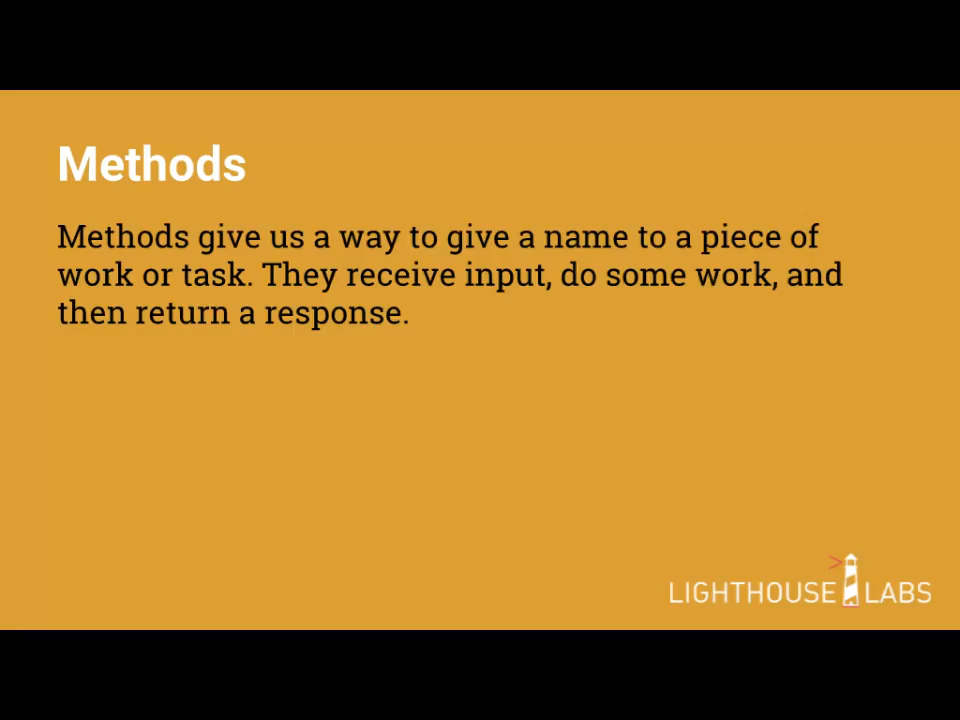 Methods
Methods give us a way to give a name to a piece of
work or task. They receive input, do some work, and
then return a response.
LIGHTHOUSE LABS